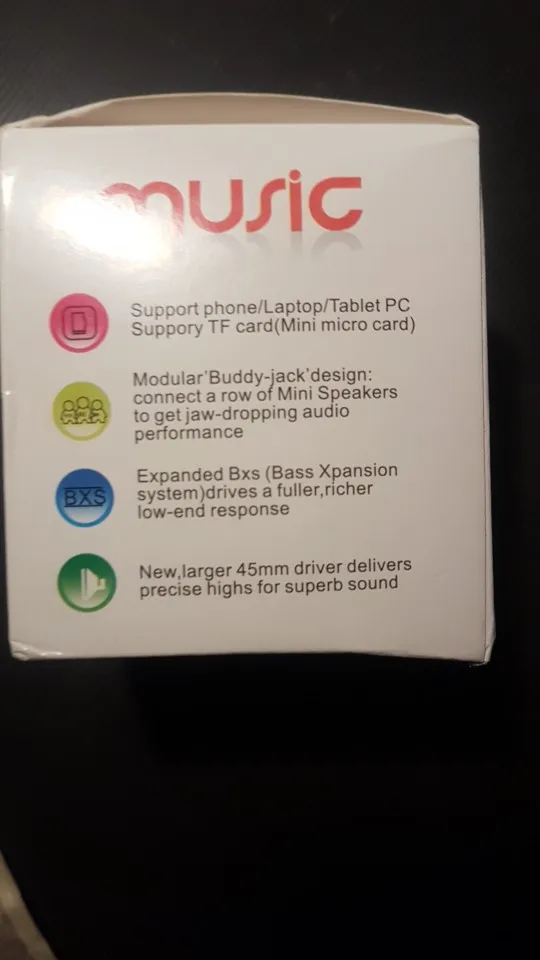 music
Support phone/Laptop/Tablet PC
Suppory TF card(Mini micro card)
Modular'Buddy-jack'design:
connect a row of Mini Speakers
to get jaw-dropping audio
performance
BXS
Expanded Bxs (Bass Xpansion
system)drives a fuller,richer
low-end response
New,larger 45mm driver delivers
precise highs for superb sound